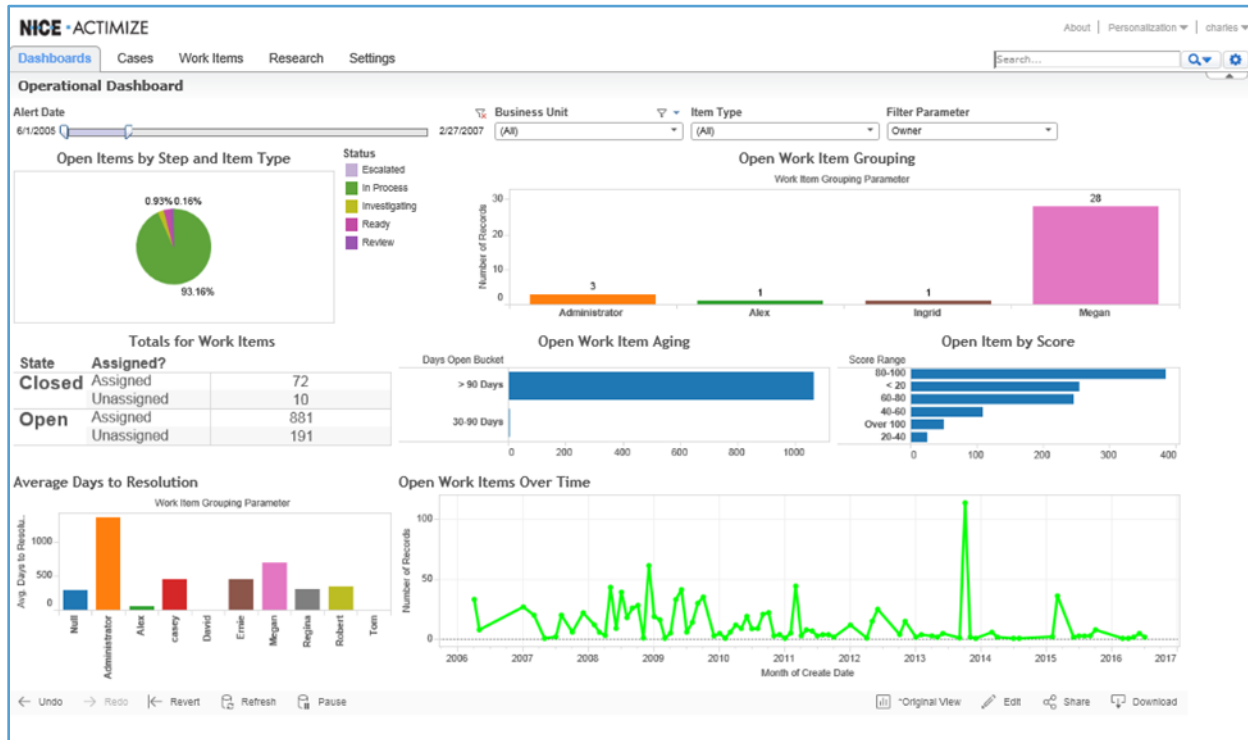 NICE·ACTIMIZE
About | Personalization | charles
Dashboards Cases Work Items Research Settings
Search...
Operational Dashboard
Alert Date
6/1/2005 2/27/2007
Business Unit
(All)
Item Type
(All)
Filter Parameter
Owner
Open Items by Step and Item Type
0.93% 0.16%
93.16%
Status
Escalated
In Process
Investigating
Ready
Review
Open Work Item Grouping
Work Item Grouping Parameter
Number of Records
30
20
10
0
3 1 1 28
Administrator Alex Ingrid Megan
Totals for Work Items
State Assigned?
Closed Assigned 72
Unassigned 10
Open Assigned 881
Unassigned 191
Open Work Item Aging
Days Open Bucket
> 90 Days
30-90 Days
0 200 400 600 800 1000
Open Item by Score
Score Range
80-100
< 20
60-80
40-60
Over 100
20-40
0 100 200 300 400
Average Days to Resolution
Work Item Grouping Parameter
Avg. Days to Resolu..
1000
500
0
Null Administrator Alex casey David Ernie Megan Regina Robert Tom
Open Work Items Over Time
Number of Records
100
50
0
2006 2007 2008 2009 2010 2011 2012 2013 2014 2015 2016 2017
Month of Create Date
Undo Redo Revert Refresh Pause
*Original View Edit Share Download